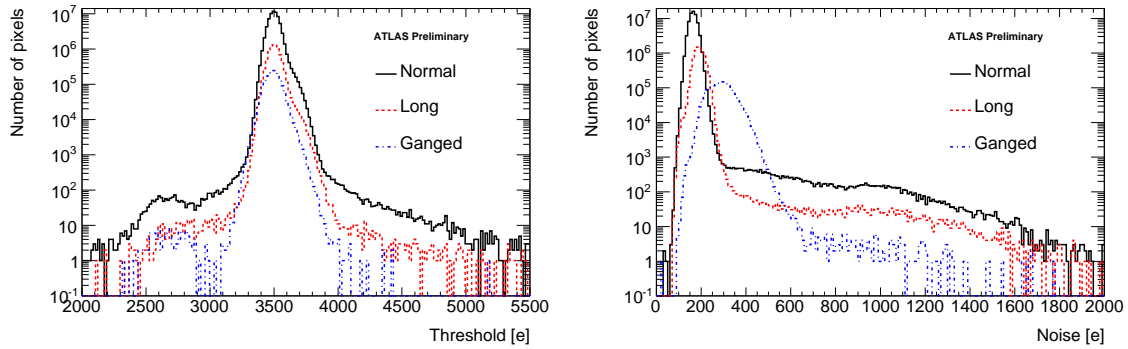 Number of pixels
10^7
10^6
10^5
10^4
10^3
10^2
10
1
10^-1
ATLAS Preliminary
Normal
Long
Ganged
2000 2500 3000 3500 4000 4500 5000 5500
Threshold [e]
Number of pixels
10^7
10^6
10^5
10^4
10^3
10^2
10
1
10^-1
ATLAS Preliminary
Normal
Long
Ganged
0 200 400 600 800 1000 1200 1400 1600 1800 2000
Noise [e]